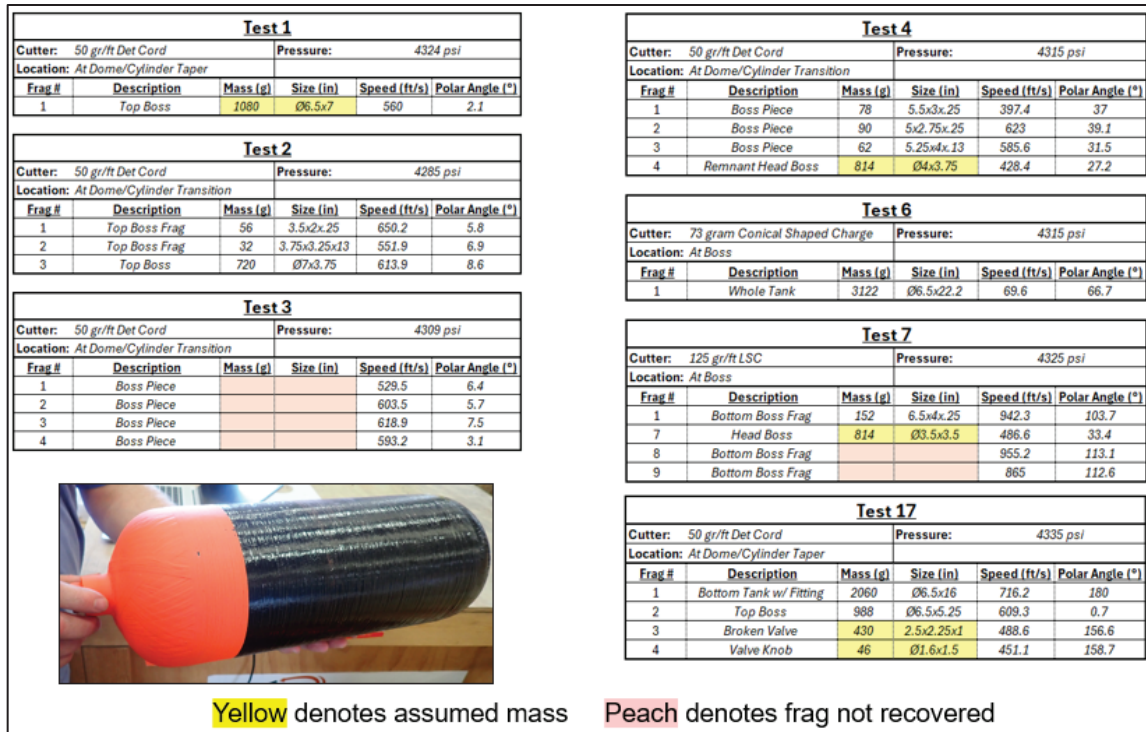 Test 1
Cutter: 50 gr/ft Det Cord Pressure: 4324 psi
Location: At Dome/Cylinder Taper
Frag # Description Mass (g) Size (in) Speed (ft/s) Polar Angle (°)
1 Top Boss 1080 Ø6.5x7 560 2.1
Test 2
Cutter: 50 gr/ft Det Cord Pressure: 4285 psi
Location: At Dome/Cylinder Transition
Frag # Description Mass (g) Size (in) Speed (ft/s) Polar Angle (°)
1 Top Boss Frag 56 3.5x2x.25 650.2 5.8
2 Top Boss Frag 32 3.75x3.25x13 551.9 6.9
3 Top Boss 720 Ø7x3.75 613.9 8.6
Test 3
Cutter: 50 gr/ft Det Cord Pressure: 4309 psi
Location: At Dome/Cylinder Transition
Frag # Description Mass (g) Size (in) Speed (ft/s) Polar Angle (°)
1 Boss Piece 529.5 6.4
2 Boss Piece 603.5 5.7
3 Boss Piece 618.9 7.5
4 Boss Piece 593.2 3.1
Test 4
Cutter: 50 gr/ft Det Cord Pressure: 4315 psi
Location: At Dome/Cylinder Transition
Frag # Description Mass (g) Size (in) Speed (ft/s) Polar Angle (°)
1 Boss Piece 78 5.5x3x.25 397.4 37
2 Boss Piece 90 5x2.75x.25 623 39.1
3 Boss Piece 62 5.25x4x.13 585.6 31.5
4 Remnant Head Boss 814 Ø4x3.75 428.4 27.2
Test 6
Cutter: 73 gram Conical Shaped Charge Pressure: 4315 psi
Location: At Boss
Frag # Description Mass (g) Size (in) Speed (ft/s) Polar Angle (°)
1 Whole Tank 3122 Ø6.5x22.2 69.6 66.7
Test 7
Cutter: 125 gr/ft LSC Pressure: 4325 psi
Location: At Boss
Frag # Description Mass (g) Size (in) Speed (ft/s) Polar Angle (°)
1 Bottom Boss Frag 152 6.5x4x.25 942.3 103.7
7 Head Boss 814 Ø3.5x3.5 486.6 33.4
8 Bottom Boss Frag 955.2 113.1
9 Bottom Boss Frag 865 112.6
Test 17
Cutter: 50 gr/ft Det Cord Pressure: 4335 psi
Location: At Dome/Cylinder Taper
Frag # Description Mass (g) Size (in) Speed (ft/s) Polar Angle (°)
1 Bottom Tank w/ Fitting 2060 Ø6.5x16 716.2 180
2 Top Boss 988 Ø6.5x5.25 609.3 0.7
3 Broken Valve 430 2.5x2.25x1 488.6 156.6
4 Valve Knob 46 Ø1.6x1.5 451.1 158.7
Yellow denotes assumed mass Peach denotes frag not recovered